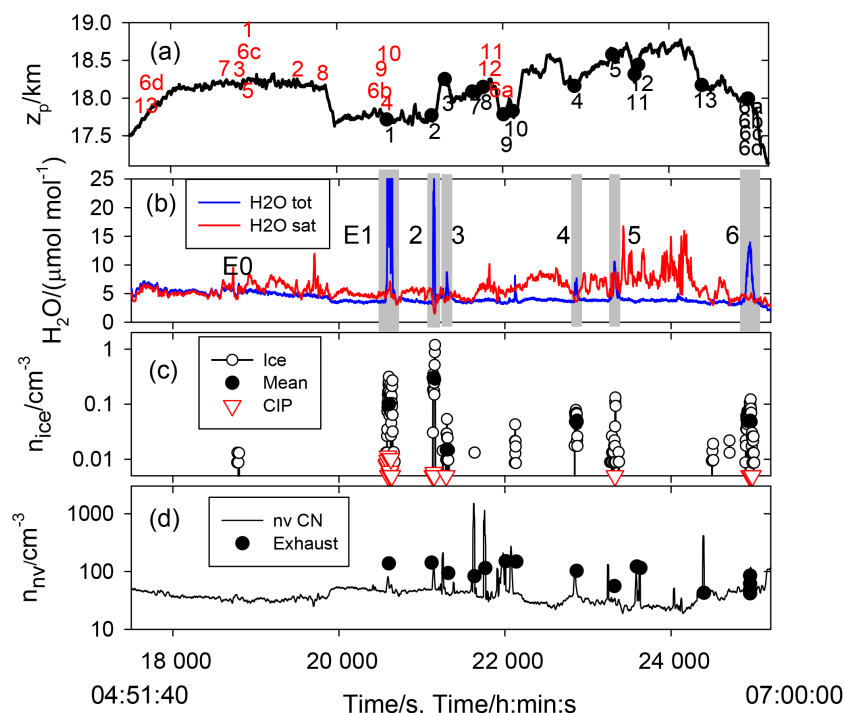 19.0
18.5
18.0
17.5
z_p/km
(a)
1
6c
7 3
5
2
8
6d
13
10
9
6b
4
11
12
6a
1
2
3
7 8
9
10
4
5
11
12
13
6a
6b
6c
6d
25
20
15
10
5
0
H₂O/(μmol mol⁻¹)
(b)
H2O tot
H2O sat
E0
E1
2
3
4
5
6
1
0.1
0.01
n_ice/cm⁻³
(c)
Ice
Mean
CIP
1000
100
10
n_nv/cm⁻³
(d)
nv CN
Exhaust
18 000
20 000
22 000
24 000
04:51:40
Time/s, Time/h:min:s
07:00:00